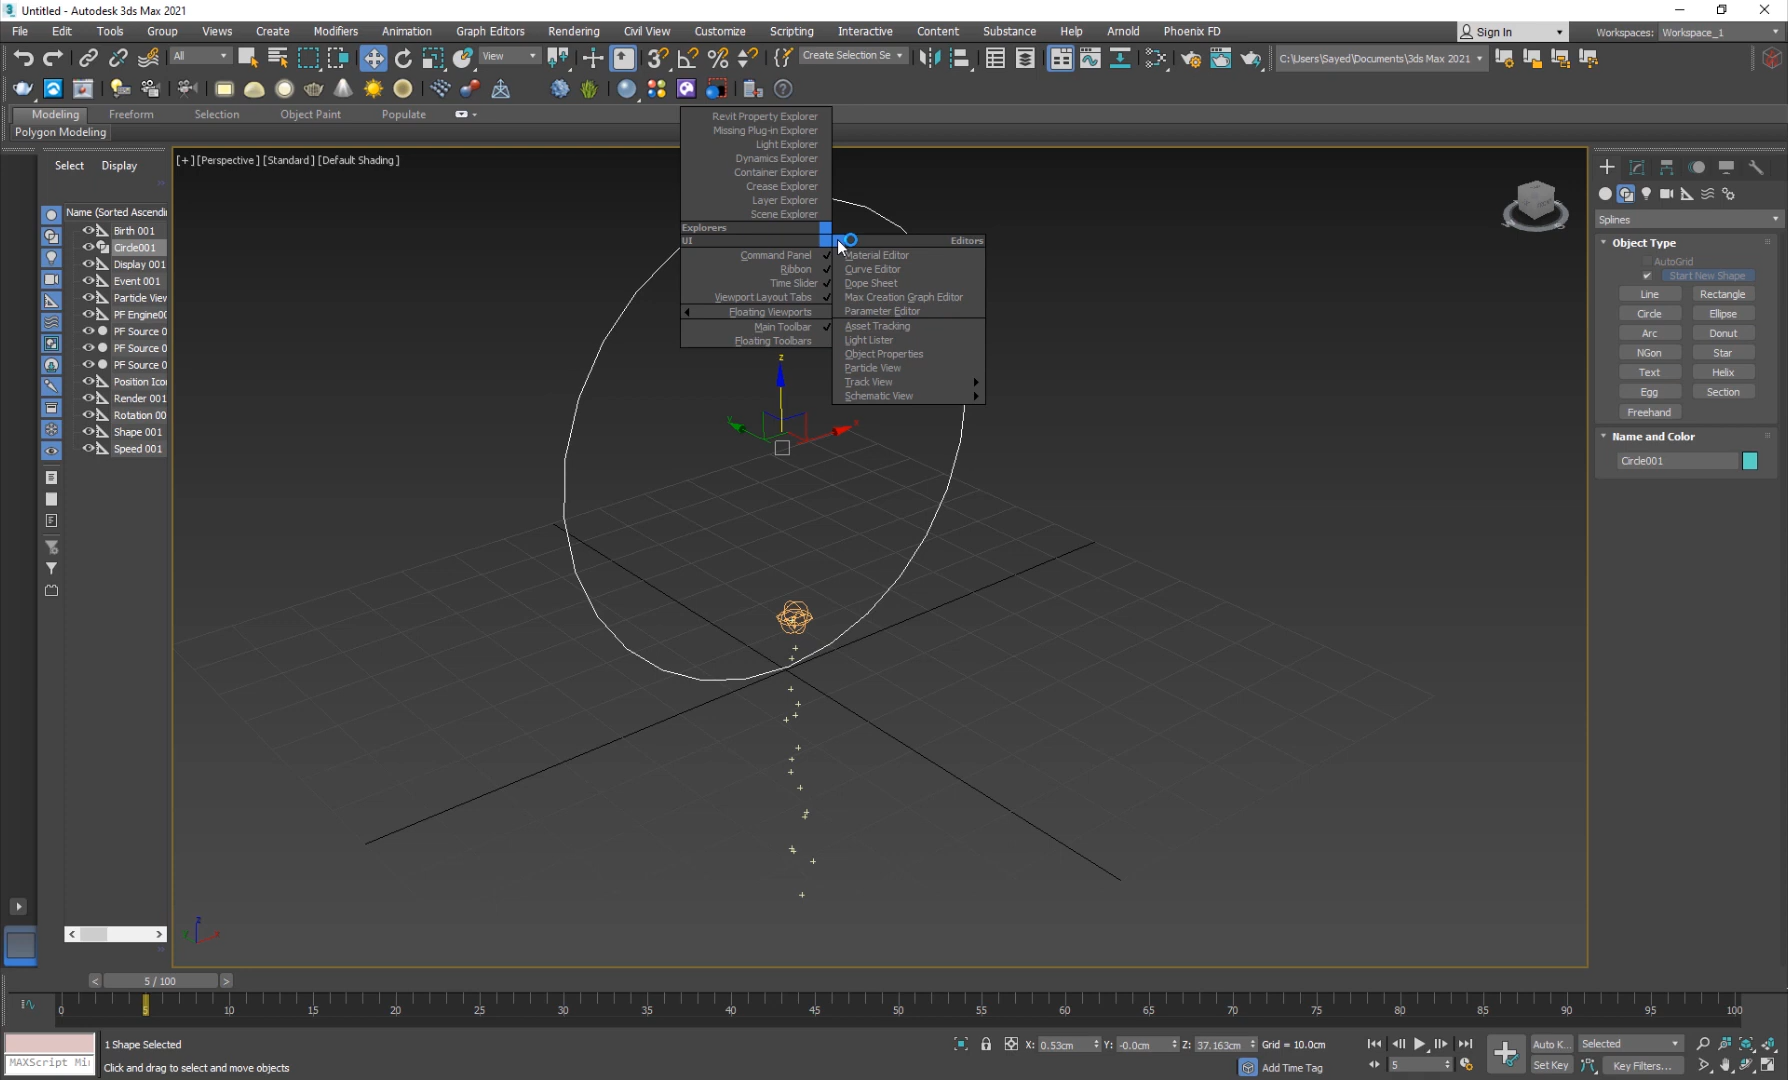 Untitled - Autodesk 3ds Max 2021
File Edit Tools Group Views Create Modifiers Animation Graph Editors Rendering Civil View Customize Scripting Interactive Content Substance Help Arnold Phoenix FD
Sign In
Workspaces: Workspace_1
All
View
Create Selection Se
C:\Users\Sayed\Documents\3ds Max 2021
Modeling Freeform Selection Object Paint Populate
Polygon Modeling
Select Display
[+] [Perspective] [Standard] [Default Shading]
Name (Sorted Ascendi
Birth 001
Circle001
Display 001
Event 001
Particle View
PF Engine00
PF Source 0
PF Source 0
PF Source 0
Position Icon
Render 001
Rotation 00
Shape 001
Speed 001
Revit Property Explorer
Missing Plug-in Explorer
Light Explorer
Dynamics Explorer
Container Explorer
Crease Explorer
Layer Explorer
Scene Explorer
Explorers
UI
Command Panel
Ribbon
Time Slider
Viewport Layout Tabs
Floating Viewports
Main Toolbar
Floating Toolbars
Editors
Material Editor
Curve Editor
Dope Sheet
Max Creation Graph Editor
Parameter Editor
Asset Tracking
Light Lister
Object Properties
Particle View
Track View
Schematic View
z
x
y
Splines
Object Type
AutoGrid
Start New Shape
Line Rectangle
Circle Ellipse
Arc Donut
NGon Star
Text Helix
Egg Section
Freehand
Name and Color
Circle001
z
y x
< 5 / 100 >
0 5 10 15 20 25 30 35 40 45 50 55 60 65 70 75 80 85 90 95 100
1 Shape Selected
MAXScript Mi
Click and drag to select and move objects
X: 0.53cm Y: -0.0cm Z: 37.163cm Grid = 10.0cm
Add Time Tag
5
Auto K... Selected
Set Key Key Filters...